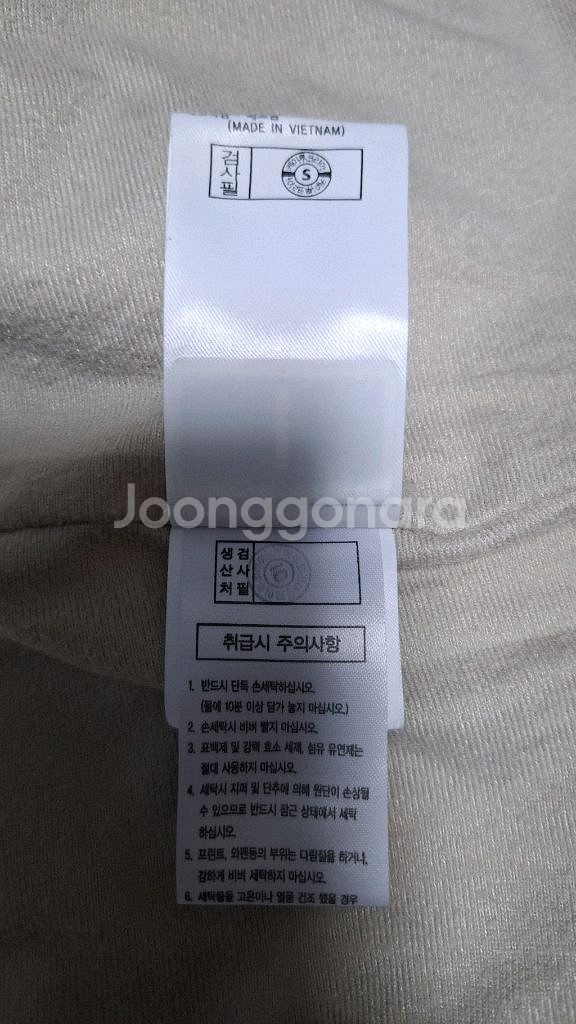 (MADE IN VIETNAM)
검사필
S
Joonggonara
생산처
검사필
취급시 주의사항
1. 반드시 단독 손세탁하십시오.
(물에 10분 이상 담가 놓지 마십시오.)
2. 손세탁시 비벼 빨지 마십시오.
3. 표백제 및 강력 효소 세제, 섬유 유연제는
절대 사용하지 마십시오.
4. 세탁시 지퍼 및 단추에 의해 원단이 손상될
수 있으므로 반드시 잠근 상태에서 세탁
하십시오.
5. 프린트, 와펜등의 부위는 다림질을 하거나,
강하게 비벼 세탁하지 마십시오.
6. 세탁물을 고온이나 열풍 건조 했을 경우